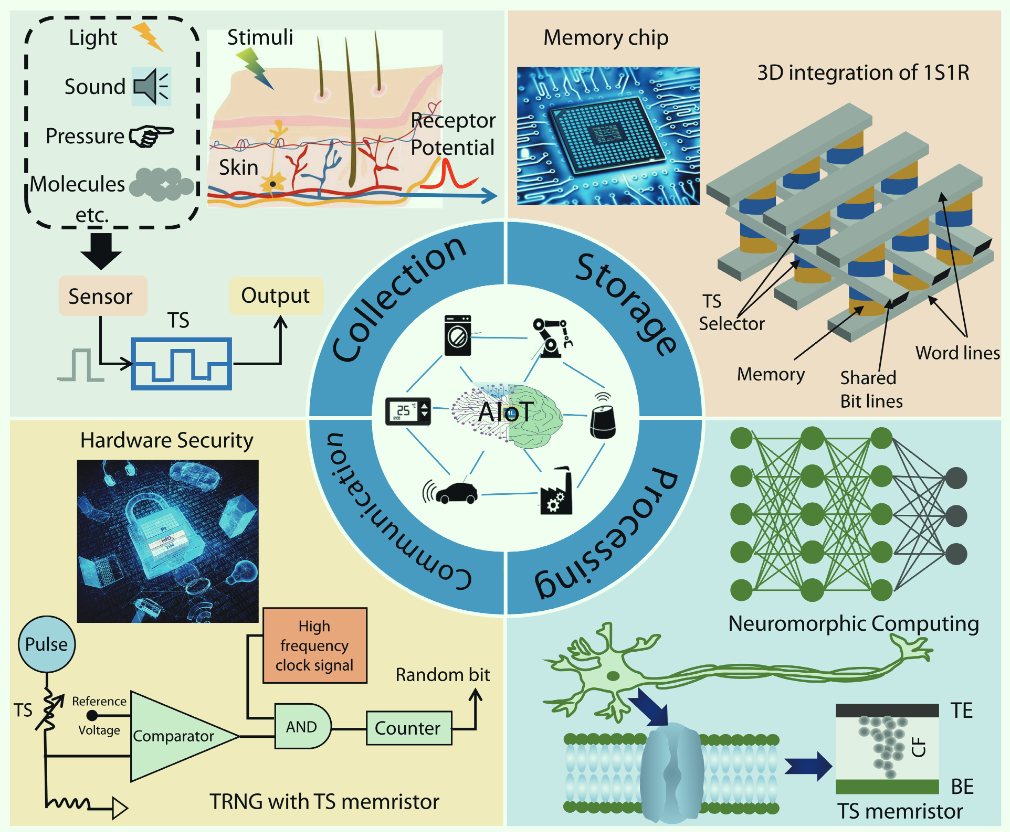 Light
Sound
Pressure
Molecules
etc.
Stimuli
Receptor
Potential
Skin
Sensor
Output
TS
Memory chip
3D integration of 1S1R
TS
Selector
Memory
Shared
Bit lines
Word lines
Collection
Storage
Communication
Processing
25°C
AIoT
Hardware Security
Pulse
TS
Reference
Voltage
Comparator
High
frequency
clock signal
AND
Counter
Random bit
TRNG with TS memristor
Neuromorphic Computing
TE
CF
BE
TS memristor